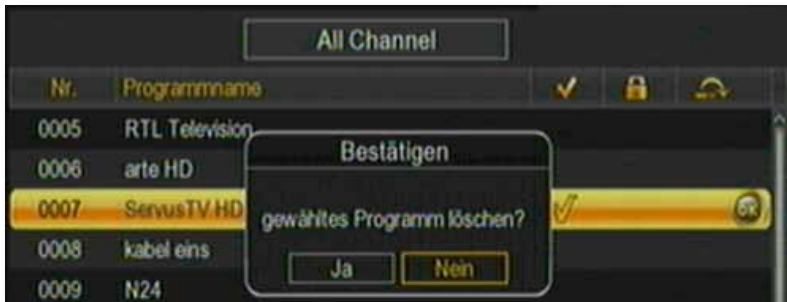 All Channel
Nr. Programmname
0005 RTL Television
0006 arte HD
0007 ServusTV HD
0008 kabel eins
0009 N24
Bestätigen
gewähltes Programm löschen?
Ja Nein
OK